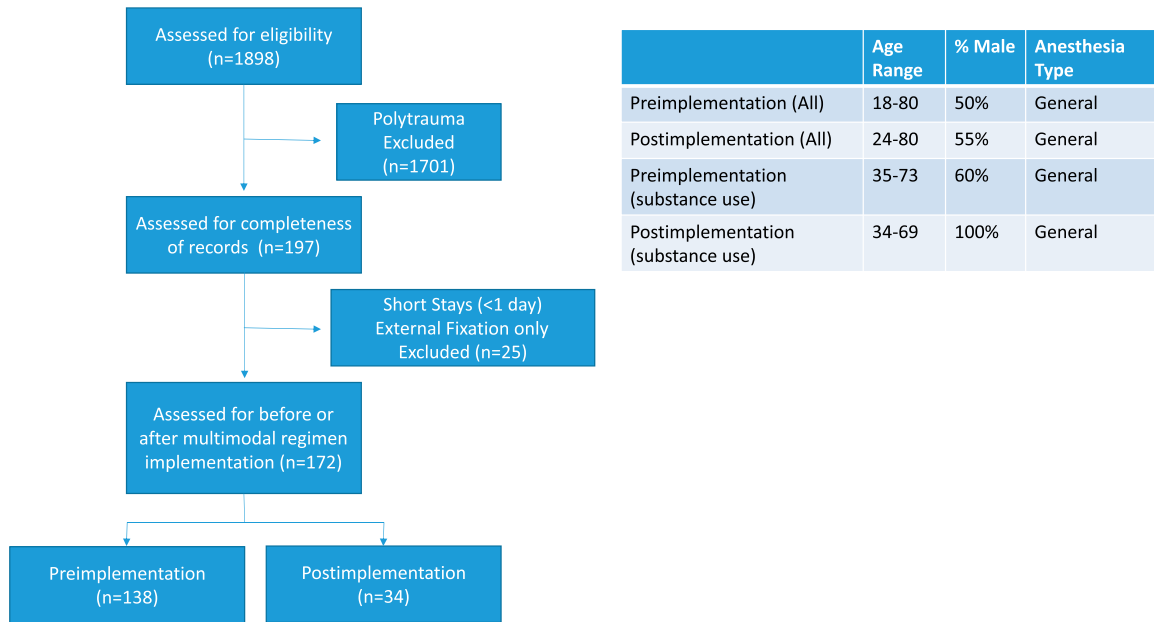 Assessed for eligibility
(n=1898)
Polytrauma
Excluded
(n=1701)
Assessed for completeness
of records (n=197)
Short Stays (<1 day)
External Fixation only
Excluded (n=25)
Assessed for before or
after multimodal regimen
implementation (n=172)
Preimplementation
(n=138)
Postimplementation
(n=34)
Age
Range
% Male
Anesthesia
Type
Preimplementation (All)
18-80
50%
General
Postimplementation (All)
24-80
55%
General
Preimplementation
(substance use)
35-73
60%
General
Postimplementation
(substance use)
34-69
100%
General